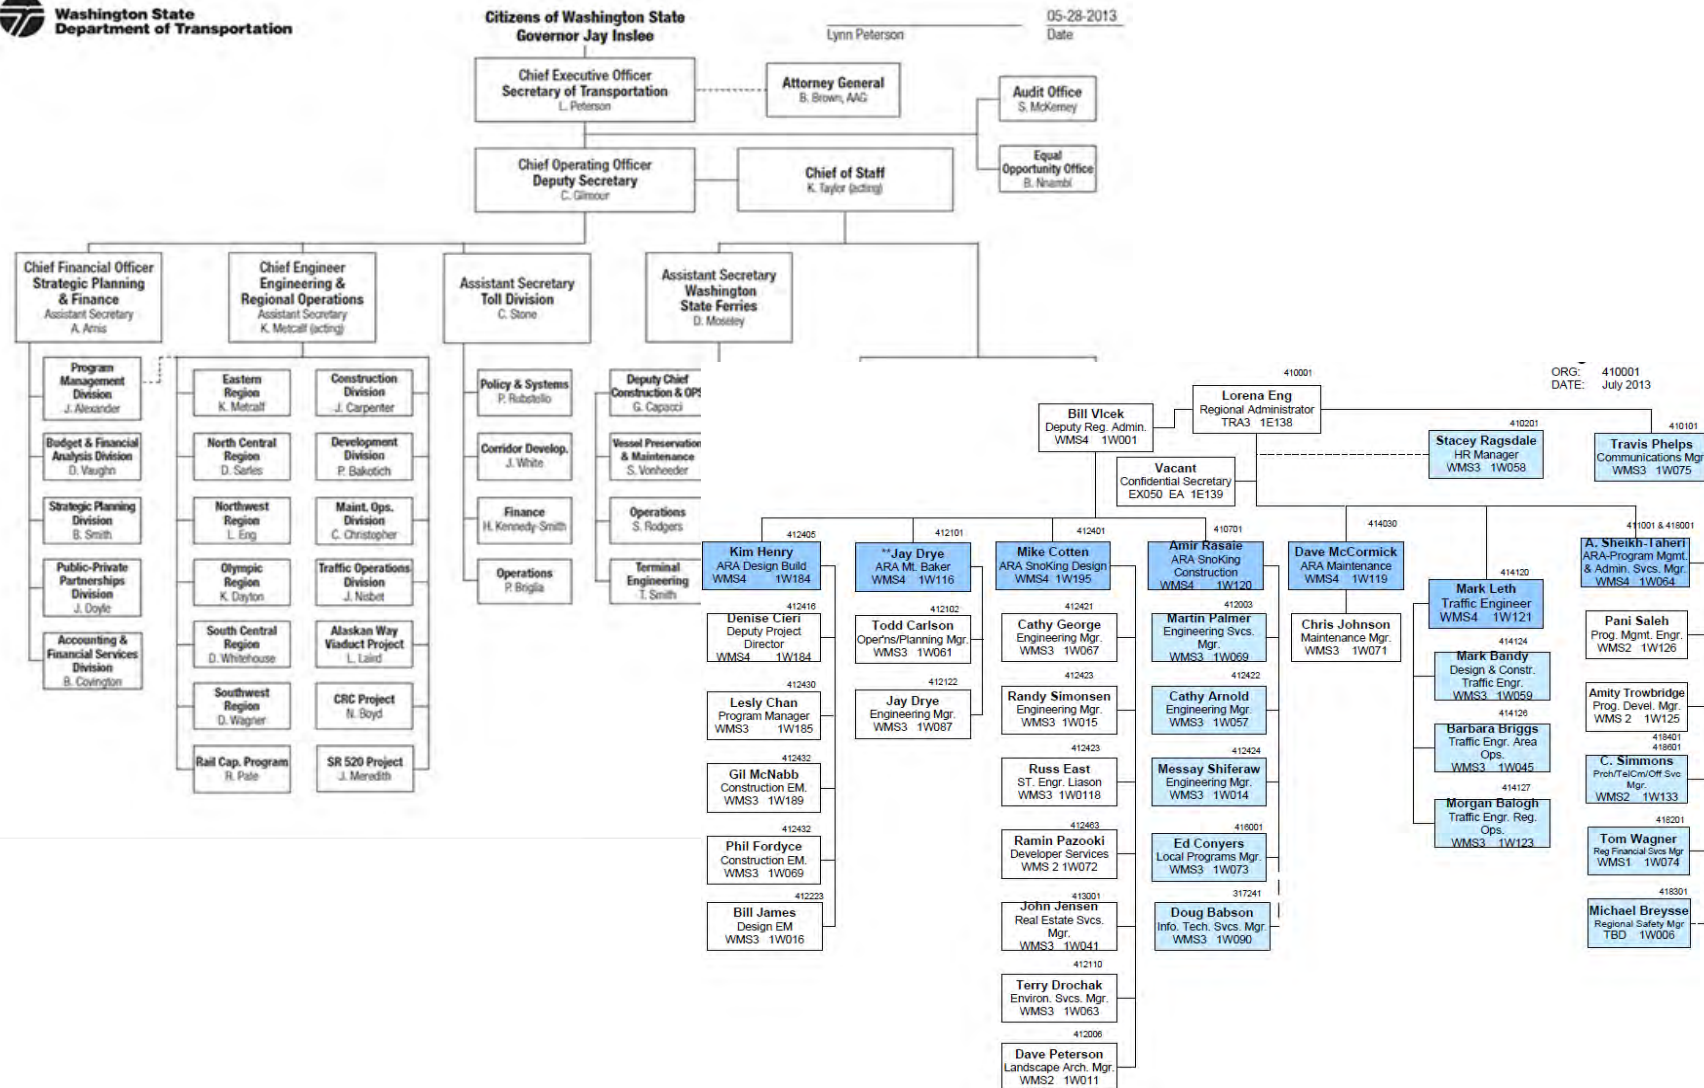 Washington State
Department of Transportation
Citizens of Washington State
Governor Jay Inslee
Lynn Peterson
05-28-2013
Date
Chief Executive Officer
Secretary of Transportation
L. Peterson
Attorney General
B. Brown, AAG
Audit Office
S. McKerney
Equal
Opportunity Office
B. Nnambi
Chief Operating Officer
Deputy Secretary
C. Gilmour
Chief of Staff
K. Taylor (acting)
Chief Financial Officer
Strategic Planning
& Finance
Assistant Secretary
A. Arnis
Chief Engineer
Engineering &
Regional Operations
Assistant Secretary
K. Metcalf (acting)
Assistant Secretary
Toll Division
C. Stone
Assistant Secretary
Washington
State Ferries
D. Moseley
Program
Management
Division
J. Alexander
Budget & Financial
Analysis Division
D. Vaughn
Strategic Planning
Division
B. Smith
Public-Private
Partnerships
Division
J. Doyle
Accounting &
Financial Services
Division
B. Covington
Eastern
Region
K. Metcalf
North Central
Region
D. Sarles
Northwest
Region
L. Eng
Olympic
Region
K. Dayton
South Central
Region
D. Whitehouse
Southwest
Region
D. Wagner
Rail Cap. Program
R. Pate
Construction
Division
J. Carpenter
Development
Division
P. Bakotich
Maint. Ops.
Division
C. Christopher
Traffic Operations
Division
J. Nisbet
Alaskan Way
Viaduct Project
L. Laird
CRC Project
N. Boyd
SR 520 Project
J. Meredith
Policy & Systems
P. Rubstello
Corridor Develop.
J. White
Finance
H. Kennedy-Smith
Operations
P. Briglia
Deputy Chief
Construction & OPS
G. Capacci
Vessel Preservation
& Maintenance
S. Vonheeder
Operations
S. Rodgers
Terminal
Engineering
T. Smith
ORG: 410001
DATE: July 2013
410001
Lorena Eng
Regional Administrator
TRA3 1E138
Bill Vlcek
Deputy Reg. Admin.
WMS4 1W001
Vacant
Confidential Secretary
EX050 EA 1E139
410201
Stacey Ragsdale
HR Manager
WMS3 1W058
410101
Travis Phelps
Communications Mgr
WMS3 1W075
412405
Kim Henry
ARA Design Build
WMS4 1W184
412416
Denise Cieri
Deputy Project
Director
WMS4 1W184
412430
Lesly Chan
Program Manager
WMS3 1W185
412432
Gil McNabb
Construction EM.
WMS3 1W189
412432
Phil Fordyce
Construction EM.
WMS3 1W069
412223
Bill James
Design EM
WMS3 1W016
412101
**Jay Drye
ARA Mt. Baker
WMS4 1W116
412102
Todd Carlson
Oper'ns/Planning Mgr.
WMS3 1W061
412122
Jay Drye
Engineering Mgr.
WMS3 1W087
412401
Mike Cotten
ARA SnoKing Design
WMS4 1W195
412421
Cathy George
Engineering Mgr.
WMS3 1W067
412423
Randy Simonsen
Engineering Mgr.
WMS3 1W015
412423
Russ East
ST. Engr. Liason
WMS3 1W0118
412463
Ramin Pazooki
Developer Services
WMS 2 1W072
413001
John Jensen
Real Estate Svcs.
Mgr.
WMS3 1W041
412110
Terry Drochak
Environ. Svcs. Mgr.
WMS3 1W063
412006
Dave Peterson
Landscape Arch. Mgr.
WMS2 1W011
410701
Amir Rasaie
ARA SnoKing
Construction
WMS4 1W120
412003
Martin Palmer
Engineering Svcs.
Mgr.
WMS3 1W069
412422
Cathy Arnold
Engineering Mgr.
WMS3 1W057
412424
Messay Shiferaw
Engineering Mgr.
WMS3 1W014
416001
Ed Conyers
Local Programs Mgr.
WMS3 1W073
317241
Doug Babson
Info. Tech. Svcs. Mgr.
WMS3 1W090
414030
Dave McCormick
ARA Maintenance
WMS4 1W119
Chris Johnson
Maintenance Mgr.
WMS3 1W071
414120
Mark Leth
Traffic Engineer
WMS4 1W121
414124
Mark Bandy
Design & Constr.
Traffic Engr.
WMS3 1W059
414126
Barbara Briggs
Traffic Engr. Area
Ops.
WMS3 1W045
414127
Morgan Balogh
Traffic Engr. Reg.
Ops.
WMS3 1W123
411001 & 418001
A. Sheikh-Taheri
ARA-Program Mgmt.
& Admin. Svcs. Mgr.
WMS4 1W064
Pani Saleh
Prog. Mgmt. Engr.
WMS2 1W126
Amity Trowbridge
Prog. Devel. Mgr.
WMS 2 1W125
418401
418601
C. Simmons
Prch/TelCm/Off Svc
Mgr.
WMS2 1W133
418201
Tom Wagner
Reg Financial Svcs Mgr
WMS1 1W074
418301
Michael Breysse
Regional Safety Mgr
TBD 1W006